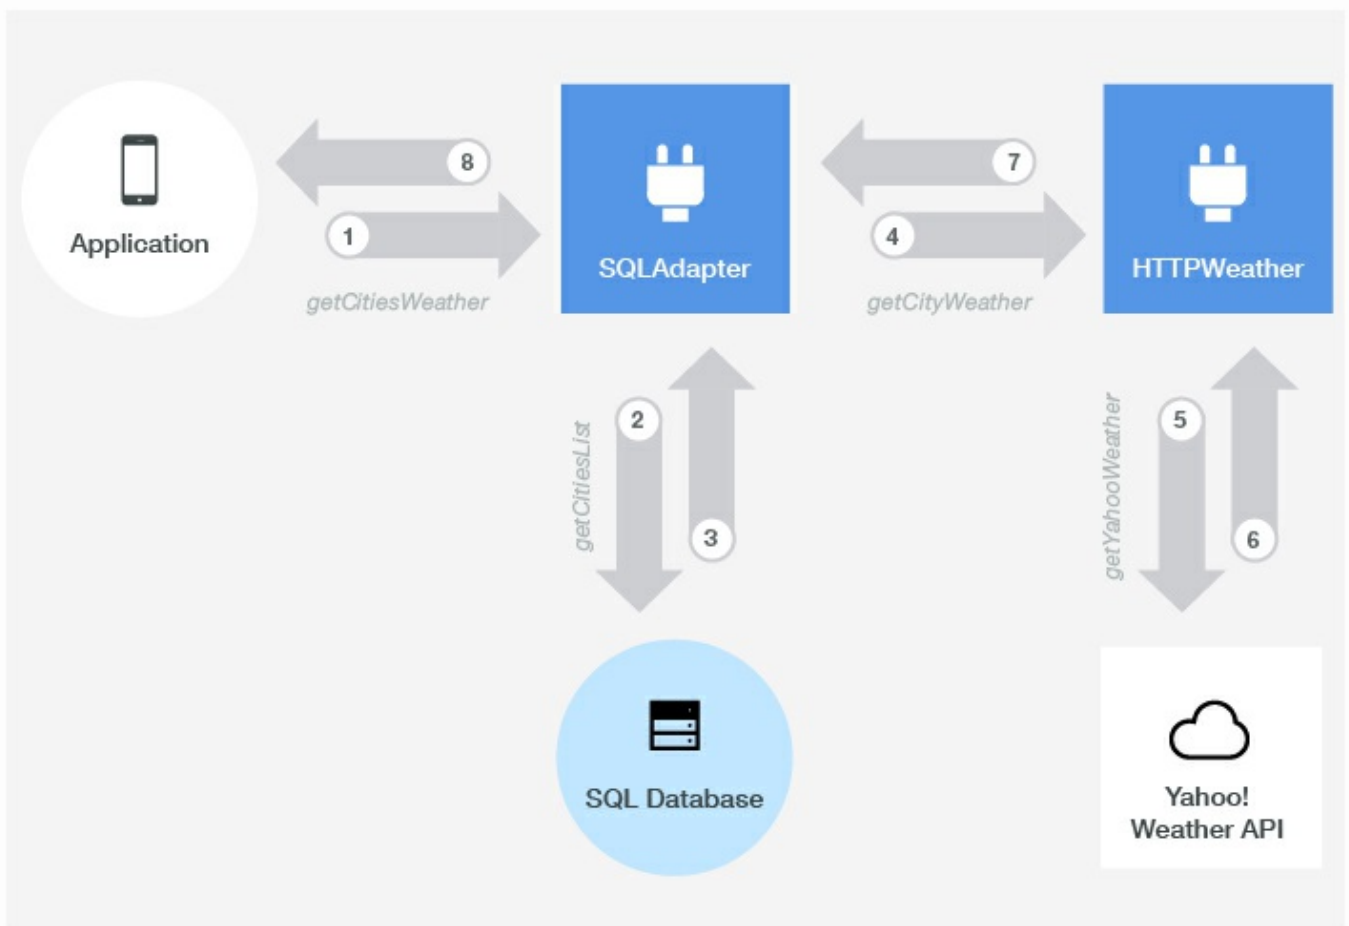 8
7
1
4
Application
SQLAdapter
HTTPWeather
getCitiesWeather
getCityWeather
getCitiesList
2
3
getYahooWeather
5
6
SQL Database
Yahoo!
Weather API